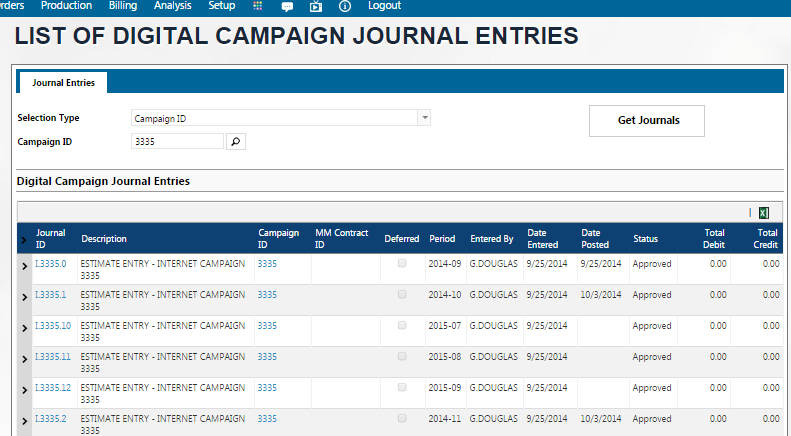 rders Production Billing Analysis Setup Logout
LIST OF DIGITAL CAMPAIGN JOURNAL ENTRIES
Journal Entries
Selection Type Campaign ID Get Journals
Campaign ID 3335
Digital Campaign Journal Entries
Journal ID Description Campaign ID MM Contract ID Deferred Period Entered By Date Entered Date Posted Status Total Debit Total Credit
I.3335.0 ESTIMATE ENTRY - INTERNET CAMPAIGN 3335 2014-09 G.DOUGLAS 9/25/2014 9/25/2014 Approved 0.00 0.00
3335
I.3335.1 ESTIMATE ENTRY - INTERNET CAMPAIGN 3335 2014-10 G.DOUGLAS 9/25/2014 10/3/2014 Approved 0.00 0.00
3335
I.3335.10 ESTIMATE ENTRY - INTERNET CAMPAIGN 3335 2015-07 G.DOUGLAS 9/25/2014 Approved 0.00 0.00
3335
I.3335.11 ESTIMATE ENTRY - INTERNET CAMPAIGN 3335 2015-08 G.DOUGLAS 9/25/2014 Approved 0.00 0.00
3335
I.3335.12 ESTIMATE ENTRY - INTERNET CAMPAIGN 3335 2015-09 G.DOUGLAS 9/25/2014 Approved 0.00 0.00
3335
I.3335.2 ESTIMATE ENTRY - INTERNET CAMPAIGN 3335 2014-11 G.DOUGLAS 9/25/2014 10/3/2014 Approved 0.00 0.00
3335